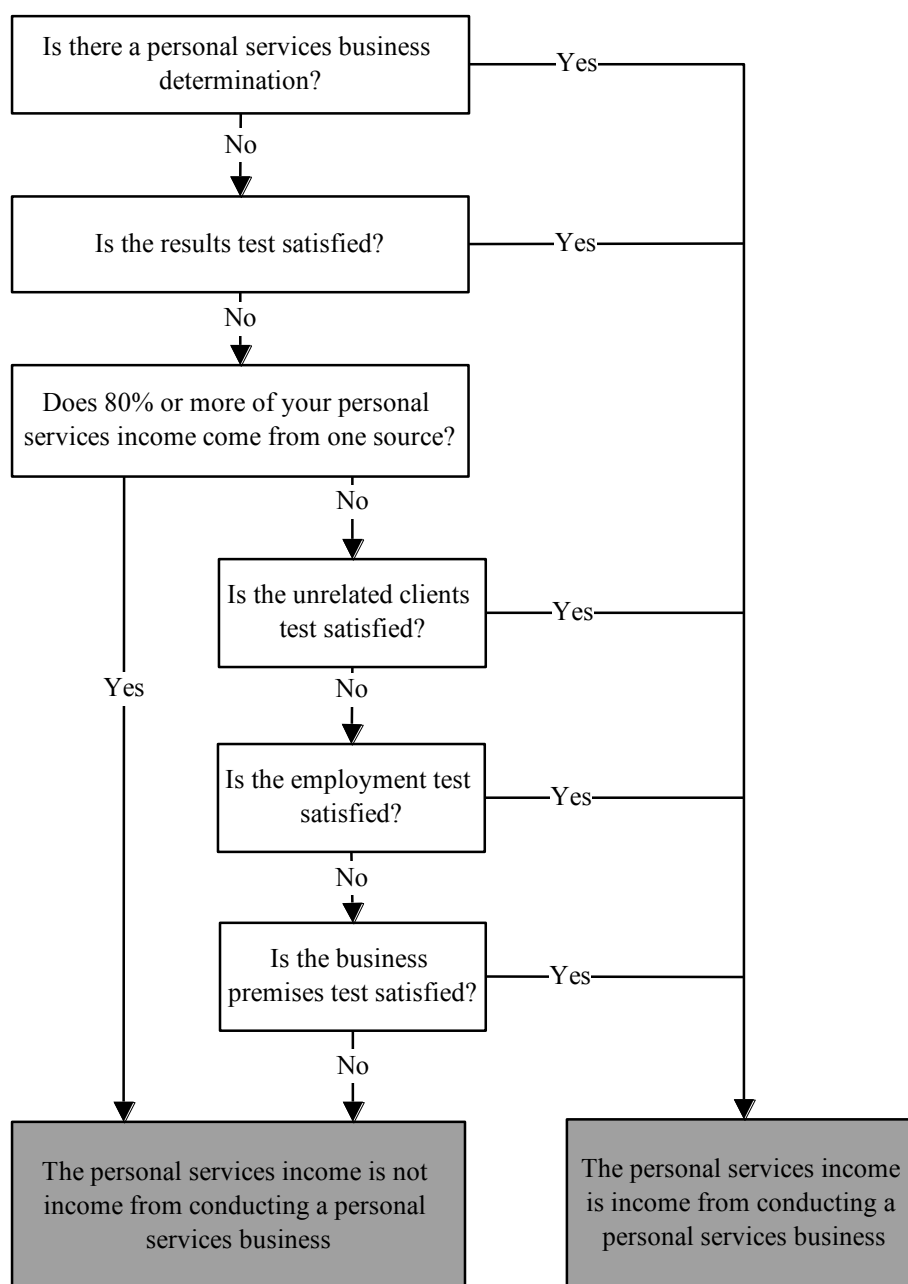 Is there a personal services business
determination?
Yes
No
Is the results test satisfied?
Yes
No
Does 80% or more of your personal
services income come from one source?
No
Is the unrelated clients
test satisfied?
Yes
Yes
No
Is the employment test
satisfied?
Yes
No
Is the business
premises test satisfied?
Yes
No
The personal services income is not
income from conducting a personal
services business
The personal services income
is income from conducting a
personal services business